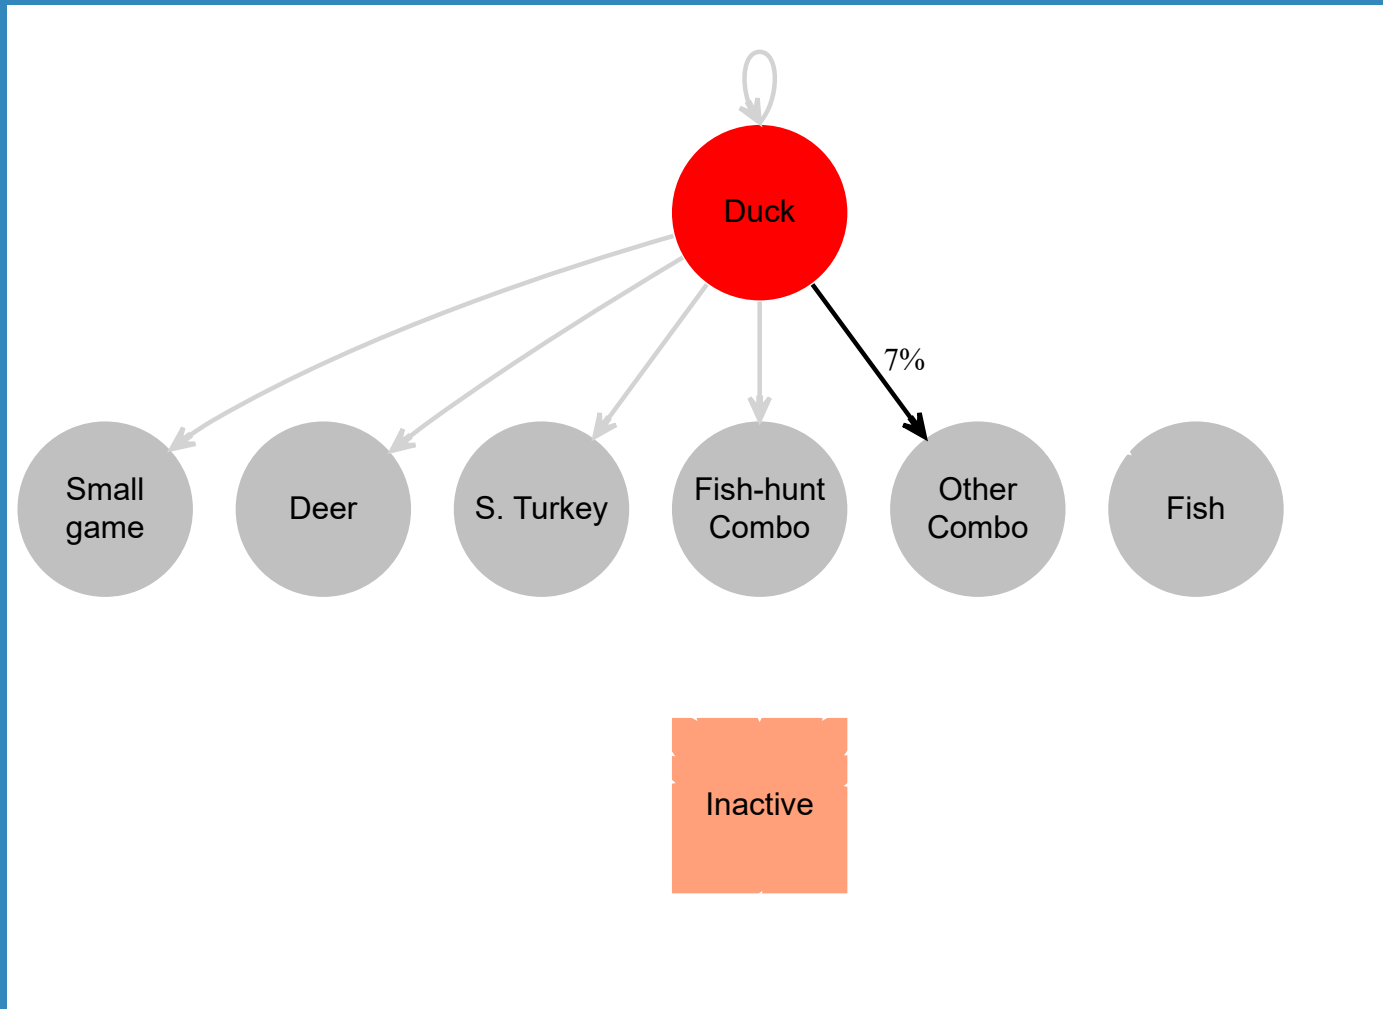 Duck
7%
Small
game
Deer
S. Turkey
Fish-hunt
Combo
Other
Combo
Fish
Inactive